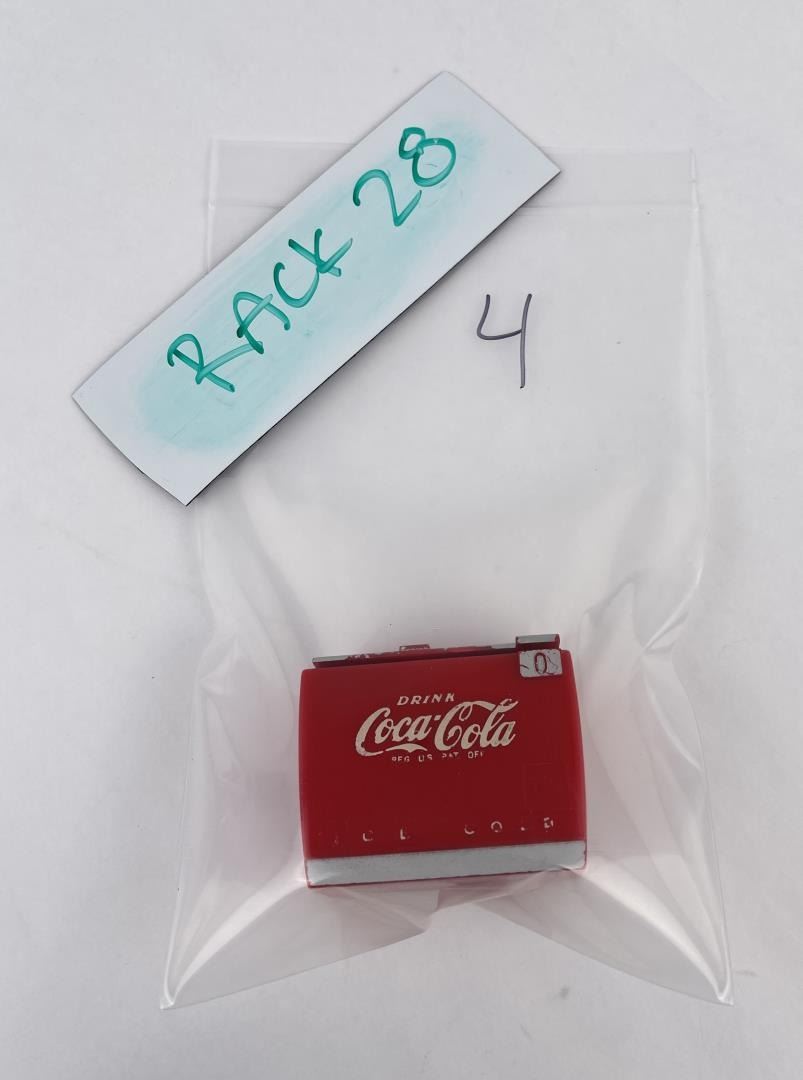 RACK 28
4
DRINK
Coca-Cola
REG US PAT OFF